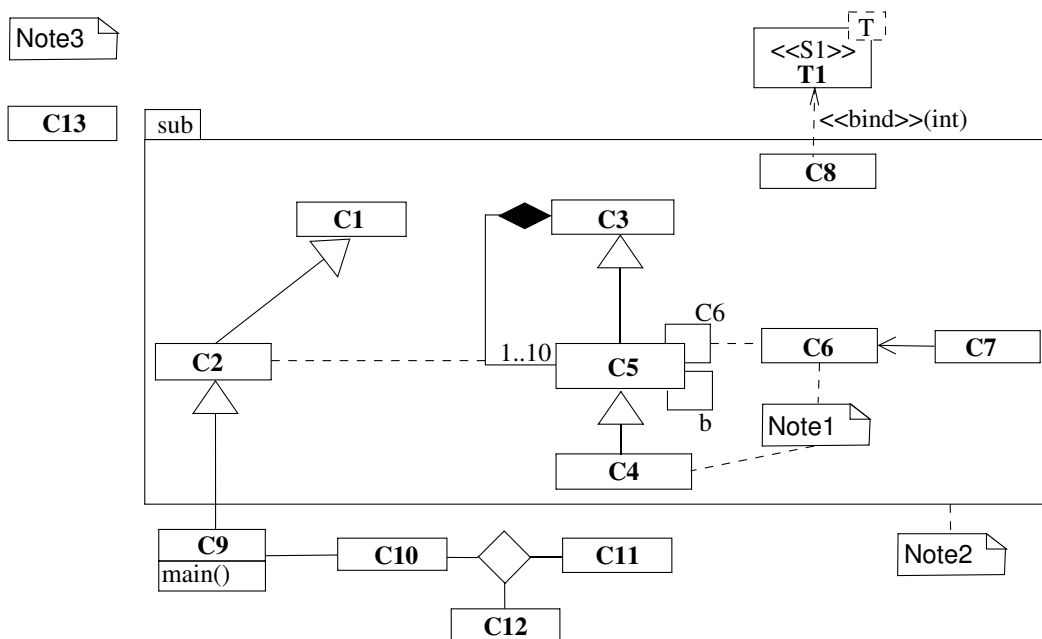 Note3
T
<<S1>>
T1
C13
sub
<<bind>>(int)
C8
C1
C3
C6
C2
1..10
C5
C6
C7
b
Note1
C4
C9
main()
C10
C11
Note2
C12